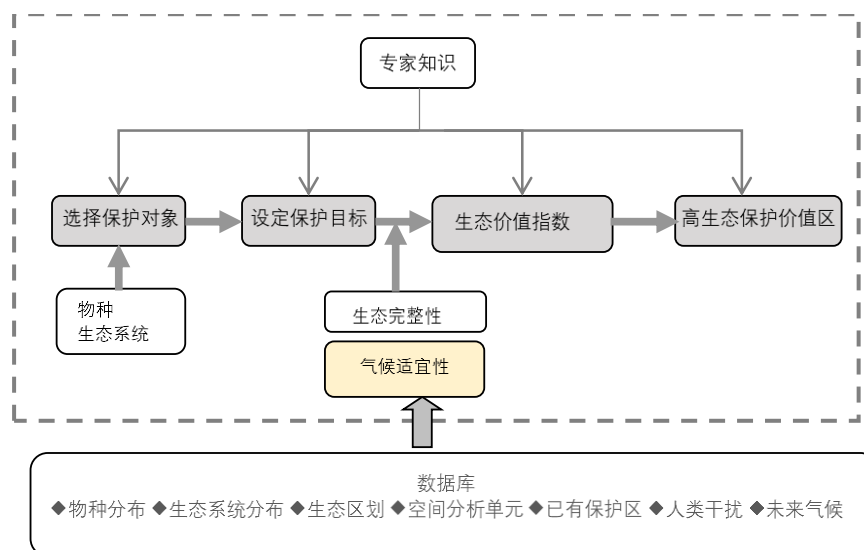 专家知识
选择保护对象
设定保护目标
生态价值指数
高生态保护价值区
物种
生态系统
生态完整性
气候适宜性
数据库
◆物种分布 ◆生态系统分布 ◆生态区划 ◆空间分析单元 ◆已有保护区 ◆人类干扰 ◆未来气候